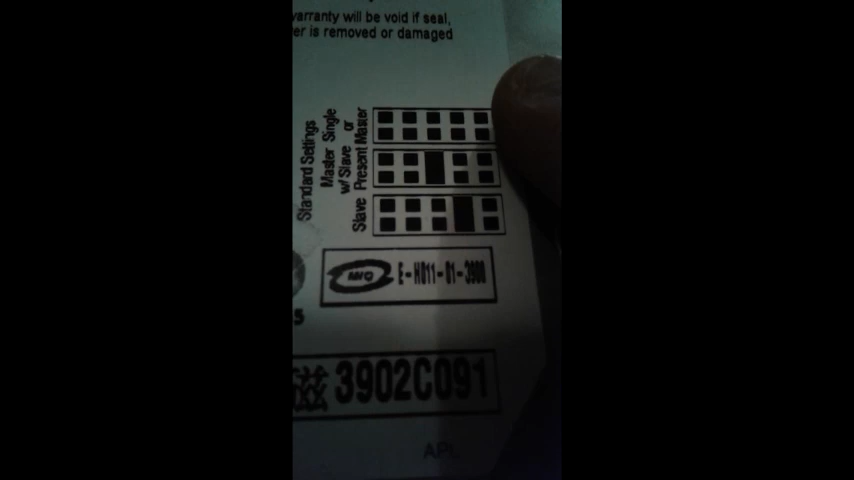 warranty will be void if seal,
er is removed or damaged
Standard Settings
Master Single
w/ Slave or
Present Master
Slave
MIC
E-H011-01-3900
S
磁 3902C091